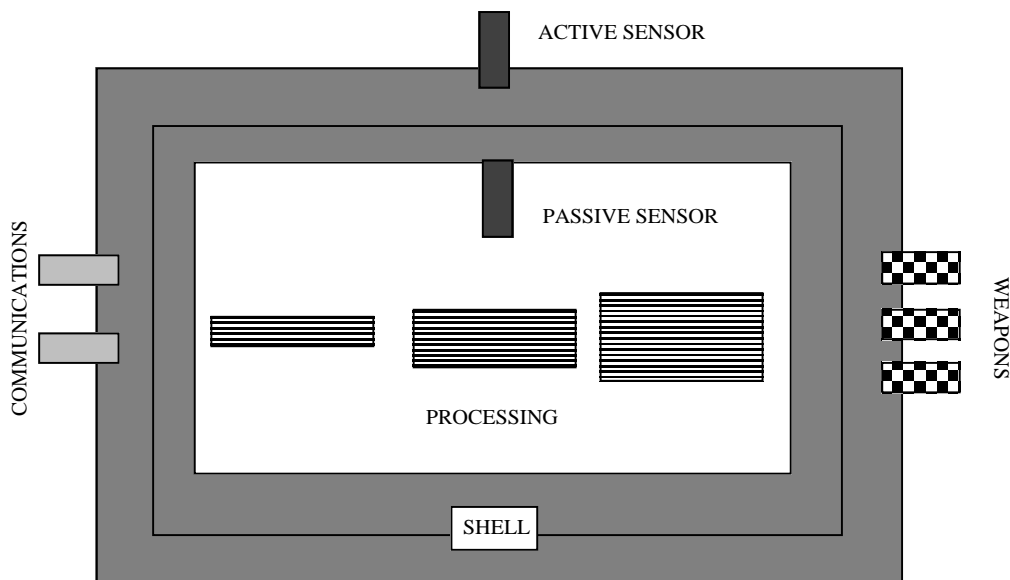 ACTIVE SENSOR
PASSIVE SENSOR
COMMUNICATIONS
WEAPONS
PROCESSING
SHELL